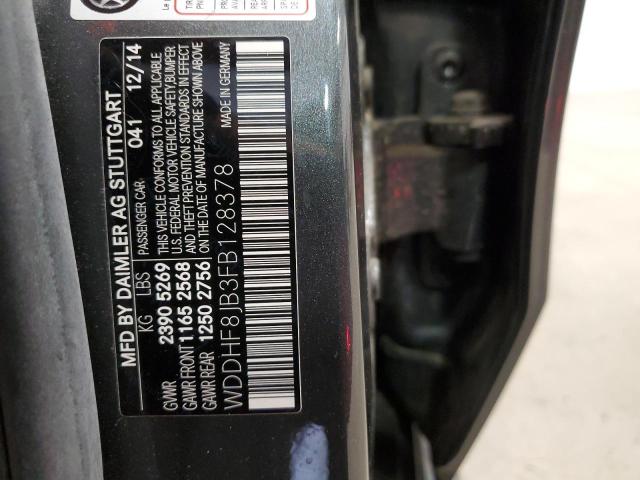 MFD BY DAIMLER AG STUTTGART
041 12/14
KG LBS PASSENGER CAR
GVWR 2390 5269 THIS VEHICLE CONFORMS TO ALL APPLICABLE
GAWR FRONT 1165 2568 U.S. FEDERAL MOTOR VEHICLE SAFETY, BUMPER
AND THEFT PREVENTION STANDARDS IN EFFECT
GAWR REAR 1250 2756 ON THE DATE OF MANUFACTURE SHOWN ABOVE
WDDHF8JB3FB128378 MADE IN GERMANY